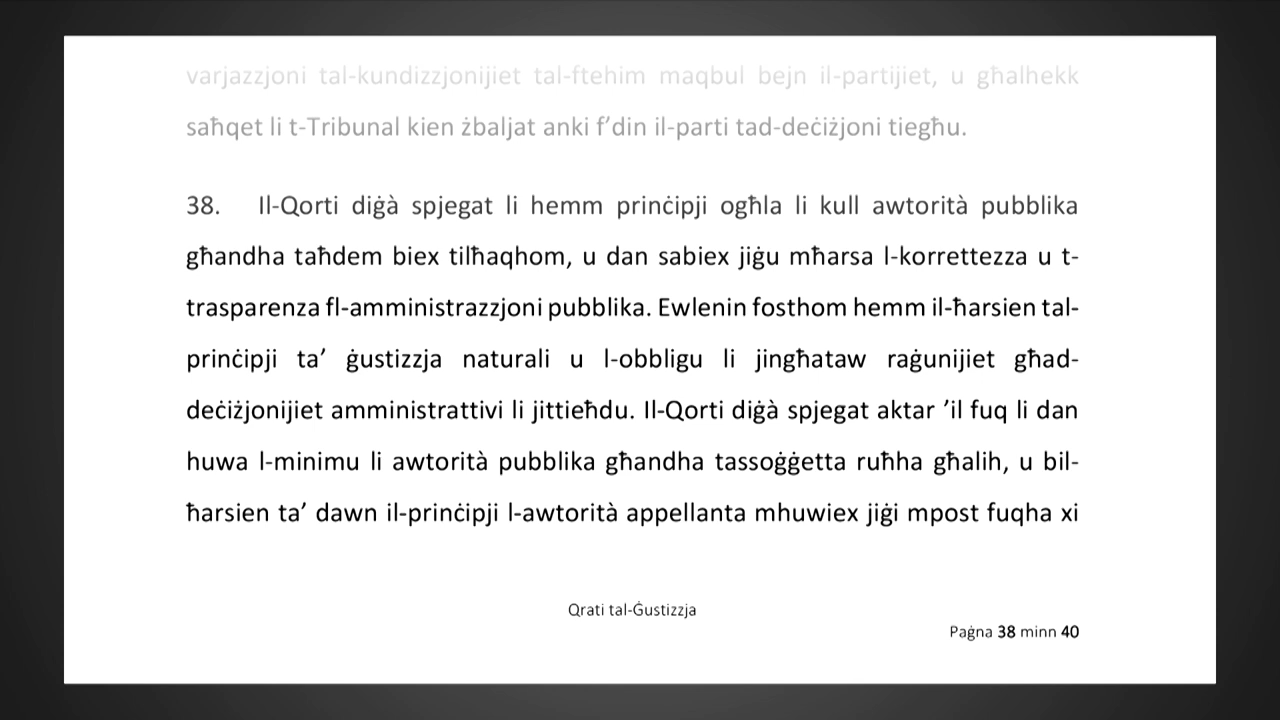 varjazzjoni tal-kundizzjonijiet tal-ftehim maqbul bejn il-partijiet, u għalhekk
saħqet li t-Tribunal kien żbaljat anki f’din il-parti tad-deċiżjoni tiegħu.
38. Il-Qorti diġà spjegat li hemm prinċipji ogħla li kull awtorità pubblika
għandha taħdem biex tilħaqhom, u dan sabiex jiġu mħarsa l-korrettezza u t-
trasparenza fl-amministrazzjoni pubblika. Ewlenin fosthom hemm il-ħarsien tal-
prinċipji ta’ ġustizzja naturali u l-obbligu li jingħataw raġunijiet għad-
deċiżjonijiet amministrattivi li jittieħdu. Il-Qorti diġà spjegat aktar ’il fuq li dan
huwa l-minimu li awtorità pubblika għandha tassoġġetta ruħha għalih, u bil-
ħarsien ta’ dawn il-prinċipji l-awtorità appellanta mhuwiex jiġi mpost fuqha xi
Qrati tal-Ġustizzja
Paġna 38 minn 40